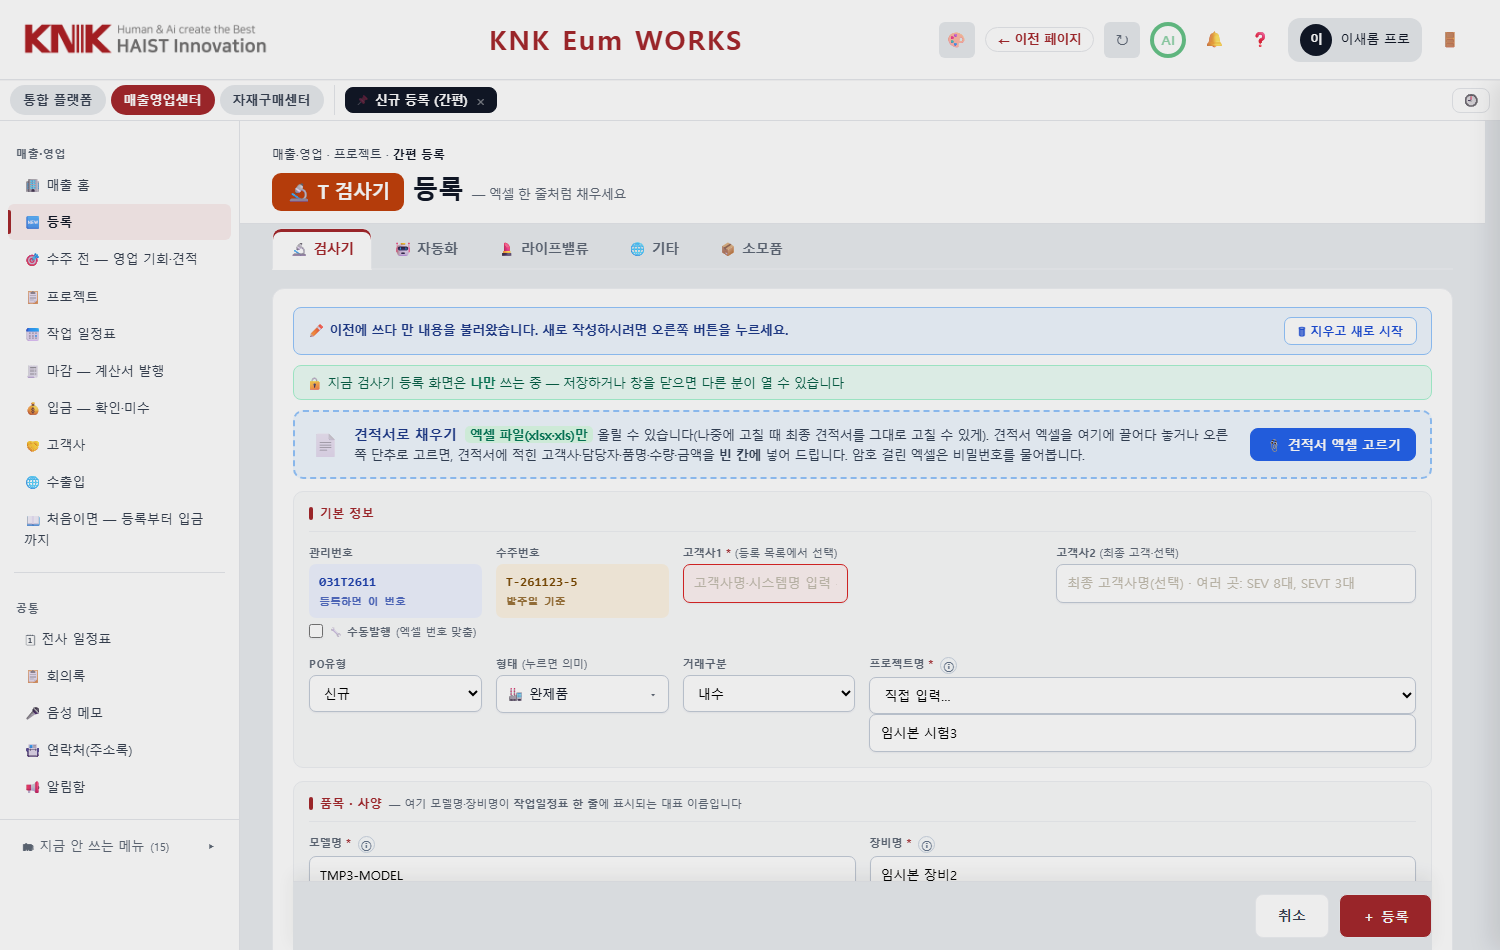 KNK Human & Ai create the Best
HAIST Innovation
KNK Eum WORKS
← 이전 페이지
↻
AI
이 이새롬 프로
통합 플랫폼
매출영업센터
자재구매센터
신규 등록 (간편) ×
매출·영업
매출 홈
등록
수주 전 — 영업 기회·견적
프로젝트
작업 일정표
마감 — 계산서 발행
입금 — 확인·미수
고객사
수출입
처음이면 — 등록부터 입금
까지
공통
전사 일정표
회의록
음성 메모
연락처(주소록)
알림함
지금 안 쓰는 메뉴 (15) ▸
매출·영업 · 프로젝트 · 간편 등록
T 검사기 등록 — 엑셀 한 줄처럼 채우세요
검사기
자동화
라이프밸류
기타
소모품
이전에 쓰다 만 내용을 불러왔습니다. 새로 작성하시려면 오른쪽 버튼을 누르세요.
지우고 새로 시작
지금 검사기 등록 화면은 나만 쓰는 중 — 저장하거나 창을 닫으면 다른 분이 열 수 있습니다
견적서로 채우기 엑셀 파일(xlsx·xls)만 올릴 수 있습니다(나중에 고칠 때 최종 견적서를 그대로 고칠 수 있게). 견적서 엑셀을 여기에 끌어다 놓거나 오른
쪽 단추로 고르면, 견적서에 적힌 고객사·담당자·품명·수량·금액을 빈 칸에 넣어 드립니다. 암호 걸린 엑셀은 비밀번호를 물어봅니다.
견적서 엑셀 고르기
기본 정보
관리번호
031T2611
등록하면 이 번호
수동발행 (엑셀 번호 맞춤)
수주번호
T-261123-5
발주일 기준
고객사1 * (등록 목록에서 선택)
고객사명·시스템명 입력
고객사2 (최종 고객·선택)
최종 고객사명(선택) · 여러 곳: SEV 8대, SEVT 3대
PO유형
신규
형태 (누르면 의미)
완제품
거래구분
내수
프로젝트명 * ⓘ
직접 입력...
임시본 시험3
품목 · 사양 — 여기 모델명·장비명이 작업일정표 한 줄에 표시되는 대표 이름입니다
모델명 * ⓘ
TMP3-MODEL
장비명 * ⓘ
임시본 장비2
취소
+ 등록